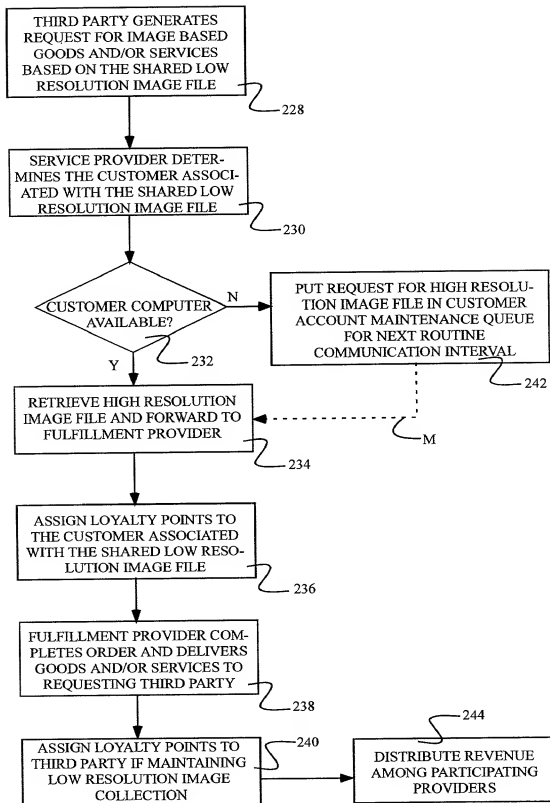 THIRD PARTY GENERATES
REQUEST FOR IMAGE BASED
GOODS AND/OR SERVICES
BASED ON THE SHARED LOW
RESOLUTION IMAGE FILE
228
SERVICE PROVIDER DETER-
MINES THE CUSTOMER ASSOCI-
ATED WITH THE SHARED LOW
RESOLUTION IMAGE FILE
230
CUSTOMER COMPUTER
AVAILABLE?
232
N
Y
PUT REQUEST FOR HIGH RESOLU-
TION IMAGE FILE IN CUSTOMER
ACCOUNT MAINTENANCE QUEUE
FOR NEXT ROUTINE
COMMUNICATION INTERVAL
242
RETRIEVE HIGH RESOLUTION
IMAGE FILE AND FORWARD TO
FULFILLMENT PROVIDER
234
M
ASSIGN LOYALTY POINTS TO
THE CUSTOMER ASSOCIATED
WITH THE SHARED LOW RESO-
LUTION IMAGE FILE
236
FULFILLMENT PROVIDER COM-
PLETES ORDER AND DELIVERS
GOODS AND/OR SERVICES TO
REQUESTING THIRD PARTY
238
ASSIGN LOYALTY POINTS TO
THIRD PARTY IF MAINTAINING
LOW RESOLUTION IMAGE
COLLECTION
240
244
DISTRIBUTE REVENUE
AMONG PARTICIPATING
PROVIDERS